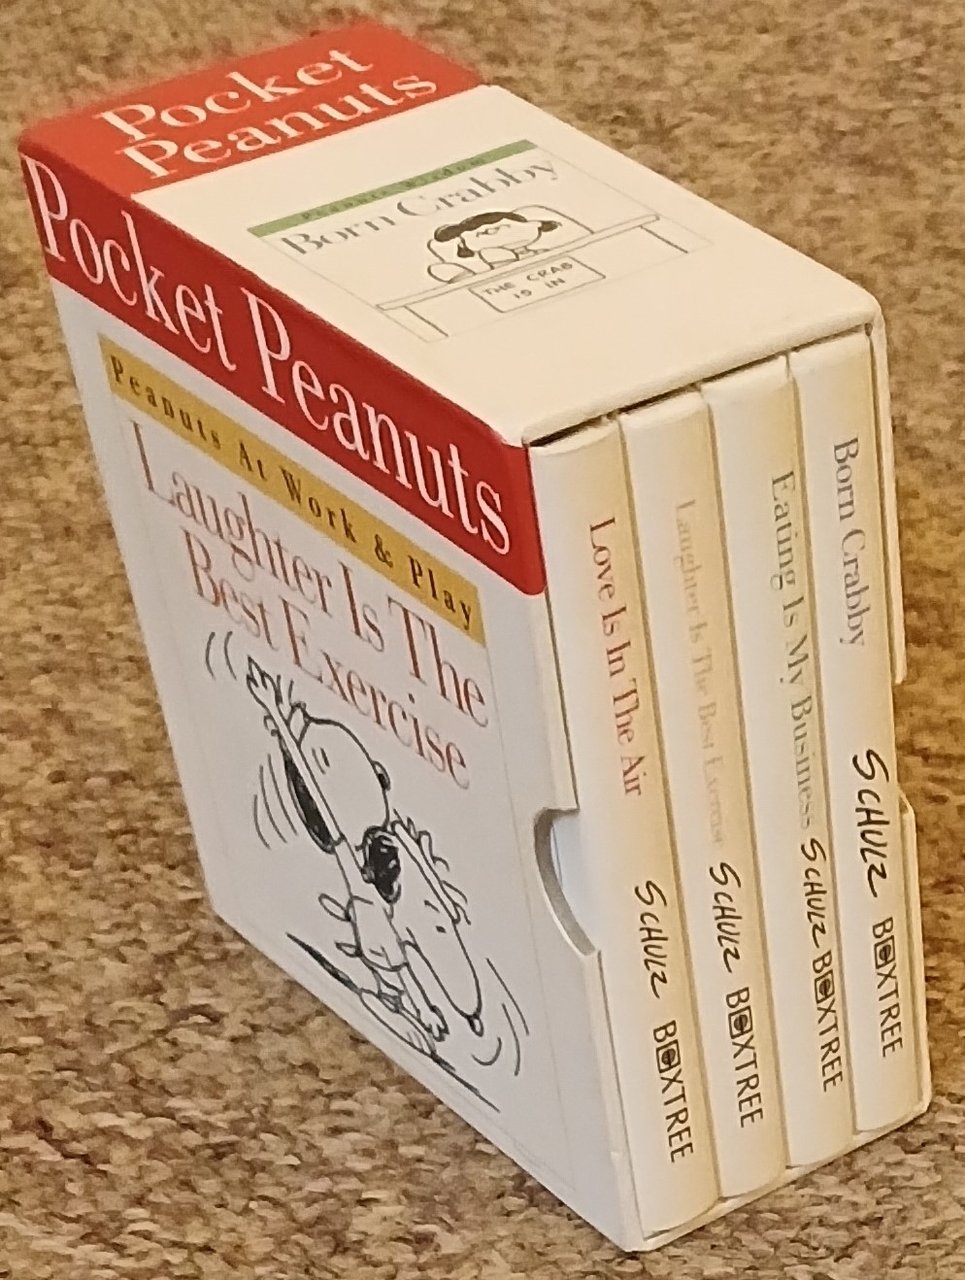 Pocket
Peanuts
Born Crabby
THE CRAB
IS IN
Pocket Peanuts
Peanuts At Work & Play
Laughter Is The
Best Exercise
Love Is In The Air SCHULZ BOXTREE
Laughter Is The Best Exercise SCHULZ BOXTREE
Eating Is My Business SCHULZ BOXTREE
Born Crabby SCHULZ BOXTREE